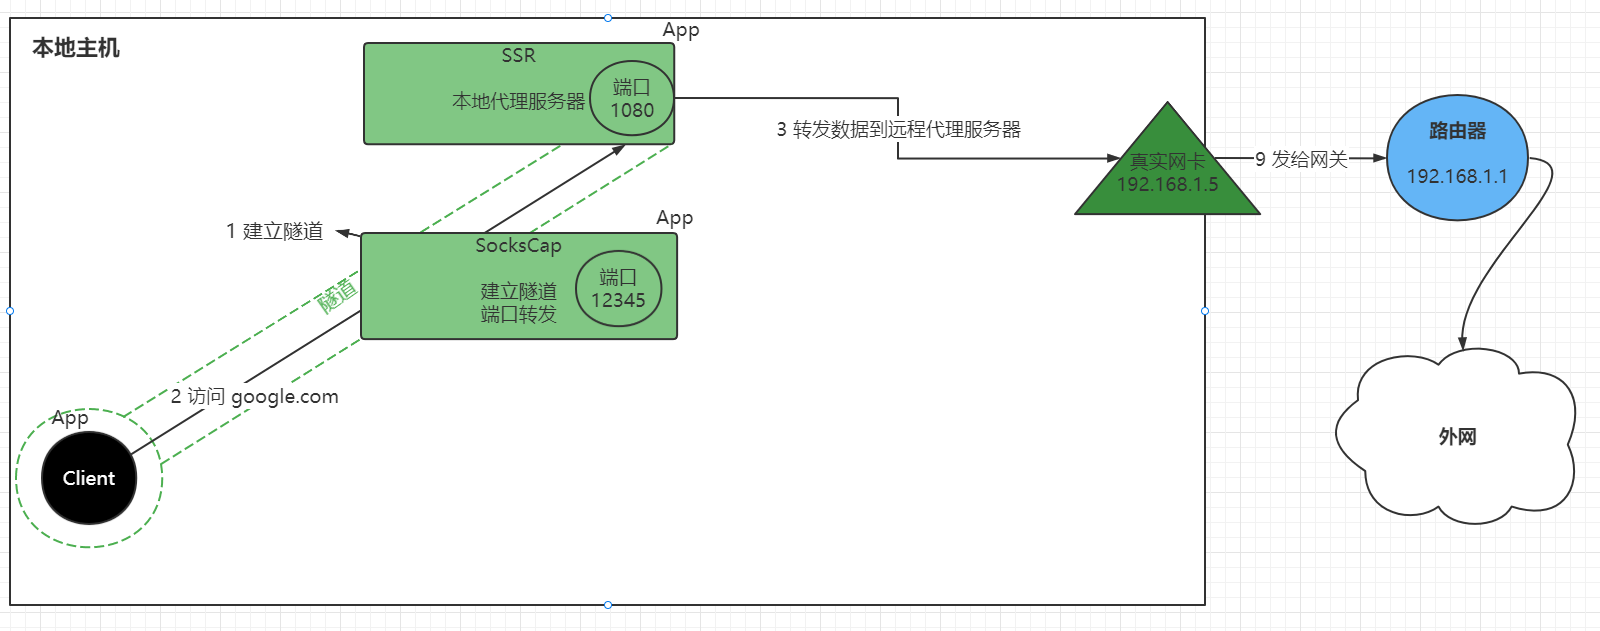 本地主机
App
SSR
本地代理服务器
端口
1080
3 转发数据到远程代理服务器
真实网卡
192.168.1.5
9 发给网关
路由器
192.168.1.1
1 建立隧道
App
SocksCap
建立隧道
端口转发
端口
12345
隧道
2 访问 google.com
App
Client
外网